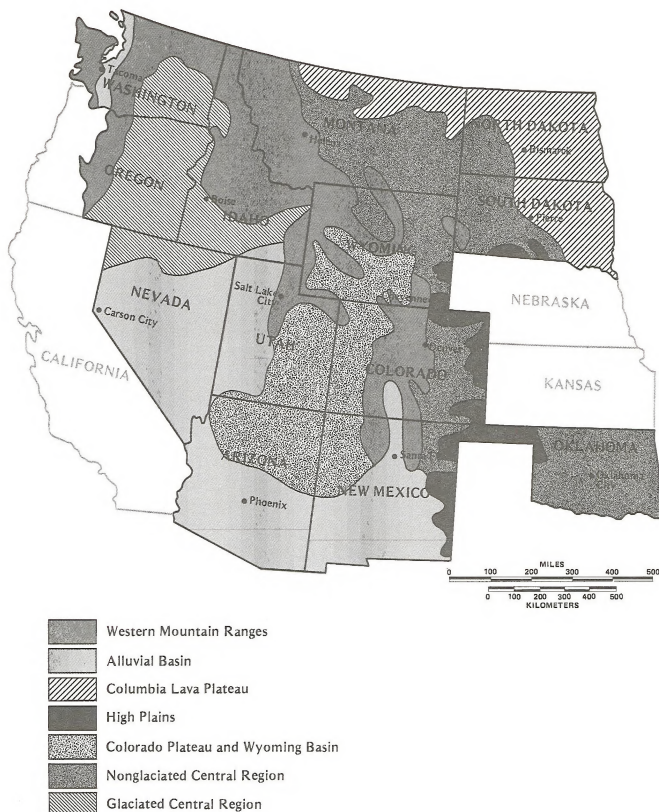 Tacoma
WASHINGTON
MONTANA
Helena
NORTH DAKOTA
Bismarck
OREGON
Boise
IDAHO
SOUTH DAKOTA
Pierre
WYOMING
NEVADA
Salt Lake
City
Carson City
UTAH
Denver
NEBRASKA
COLORADO
CALIFORNIA
KANSAS
ARIZONA
OKLAHOMA
Oklahoma
City
NEW MEXICO
Phoenix
MILES
0 100 200 300 400 500
0 100 200 300 400 500
KILOMETERS
Western Mountain Ranges
Alluvial Basin
Columbia Lava Plateau
High Plains
Colorado Plateau and Wyoming Basin
Nonglaciated Central Region
Glaciated Central Region